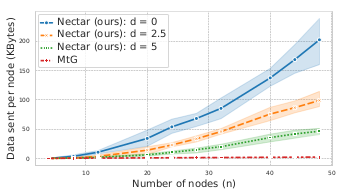 Nectar (ours): d = 0
Nectar (ours): d = 2.5
Nectar (ours): d = 5
MtG
Data sent per node (KBytes)
200
150
100
50
0
10
20
30
40
50
Number of nodes (n)